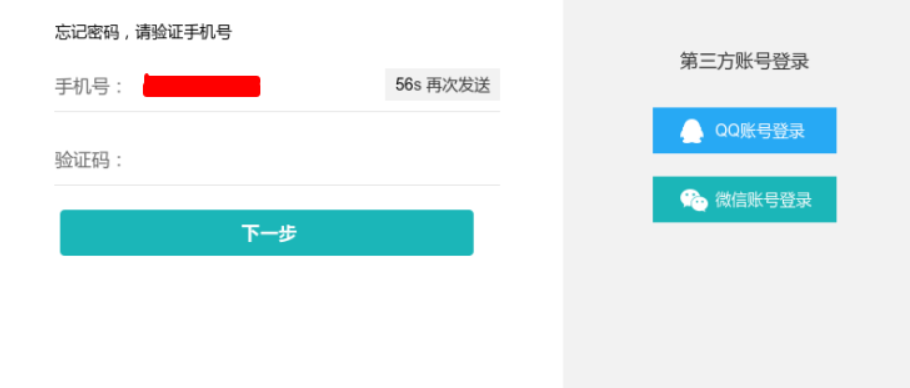 忘记密码，请验证手机号
手机号：
56s 再次发送
验证码：
下一步
第三方账号登录
QQ账号登录
微信账号登录